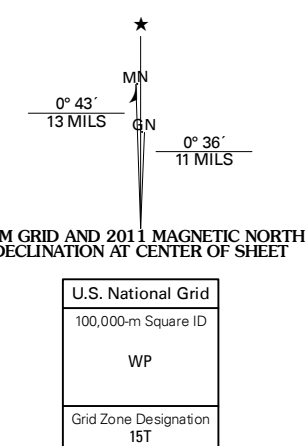 ★
MN
0° 43´
13 MILS
GN
0° 36´
11 MILS
M GRID AND 2011 MAGNETIC NORTH
DECLINATION AT CENTER OF SHEET
U.S. National Grid
100,000-m Square ID
WP
Grid Zone Designation
15T